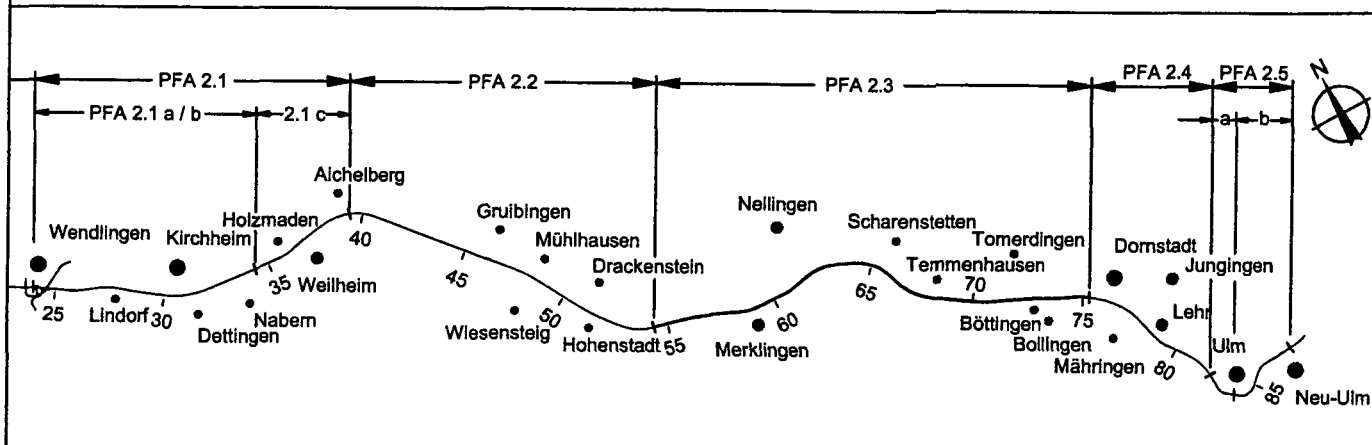 PFA 2.1
PFA 2.2
PFA 2.3
PFA 2.4
PFA 2.5
PFA 2.1 a / b
2.1 c
a
b
N
Aichelberg
Wendlingen
Kirchheim
Holzmaden
40
Gruibingen
Mühlhausen
Drackenstein
Nellingen
Scharenstetten
Tomerdingen
Dornstadt
Jungingen
25
Lindorf
30
Dettingen
Nabern
35
Weilheim
45
Wiesensteig
50
Hohenstadt
55
Merklingen
60
65
Temmenhausen
70
Böttingen
Bollingen
Mähringen
75
Lehr
80
Ulm
85
Neu-Ulm